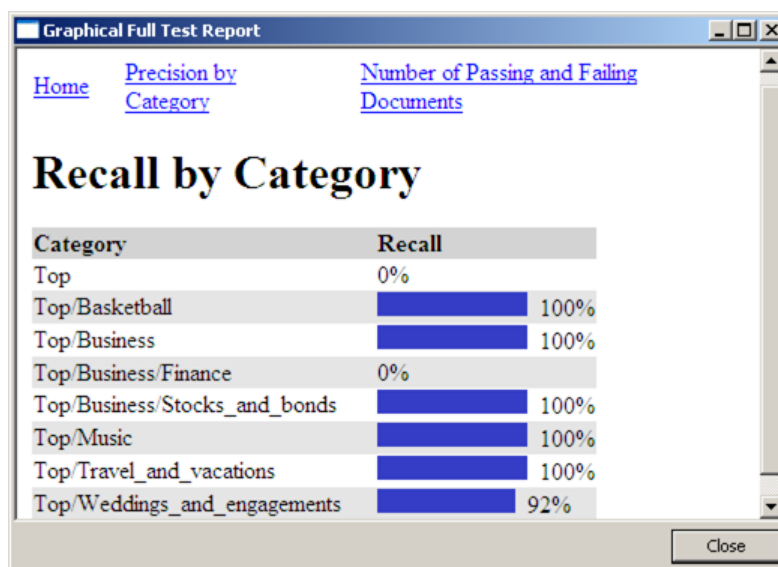 Graphical Full Test Report
Home
Precision by
Category
Number of Passing and Failing
Documents
Recall by Category
Category Recall
Top 0%
Top/Basketball 100%
Top/Business 100%
Top/Business/Finance 0%
Top/Business/Stocks_and_bonds 100%
Top/Music 100%
Top/Travel_and_vacations 100%
Top/Weddings_and_engagements 92%
Close